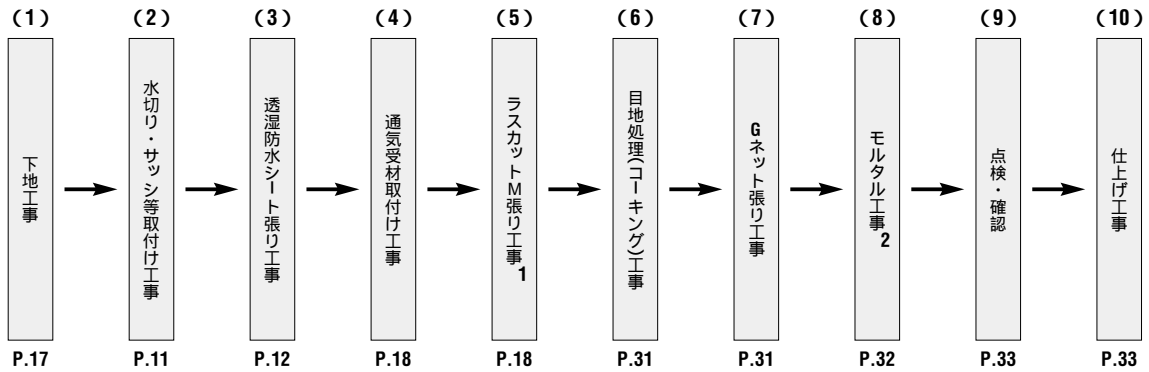 (1)
(2)
(3)
(4)
(5)
(6)
(7)
(8)
(9)
(10)
下地工事
水切り・サッシ等取付け工事
透湿防水シート張り工事
通気受材取付け工事
ラスカットM張り工事1
目地処理(コーキング)工事
Gネット張り工事
モルタル工事2
点検・確認
仕上げ工事
P.17
P.11
P.12
P.18
P.18
P.31
P.31
P.32
P.33
P.33